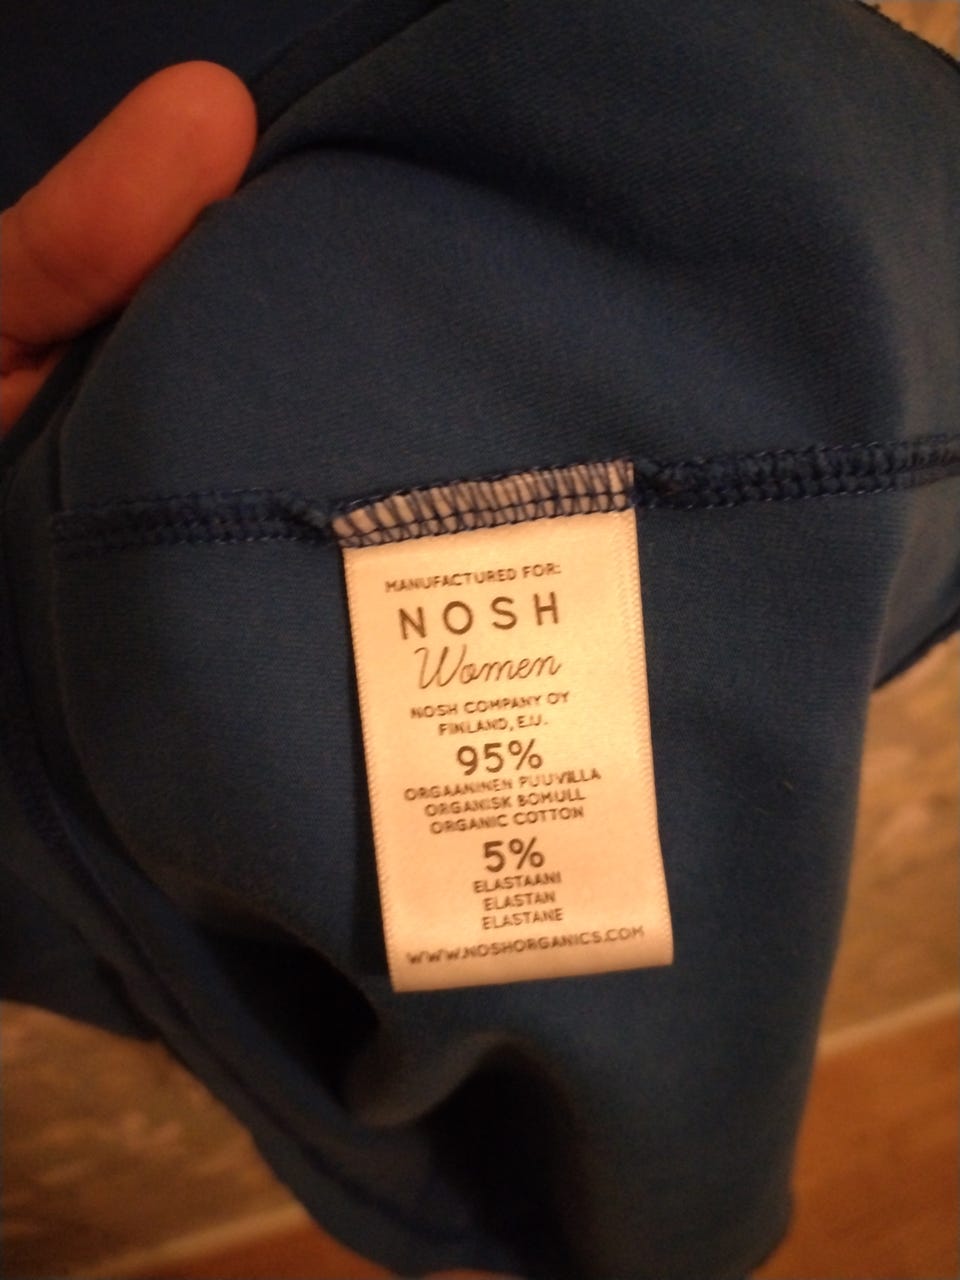 MANUFACTURED FOR:
NOSH
Women
NOSH COMPANY OY
FINLAND, E.U.
95%
ORGAANINEN PUUVILLA
ORGANISK BOMULL
ORGANIC COTTON
5%
ELASTAANI
ELASTAN
ELASTANE
WWW.NOSHORGANICS.COM